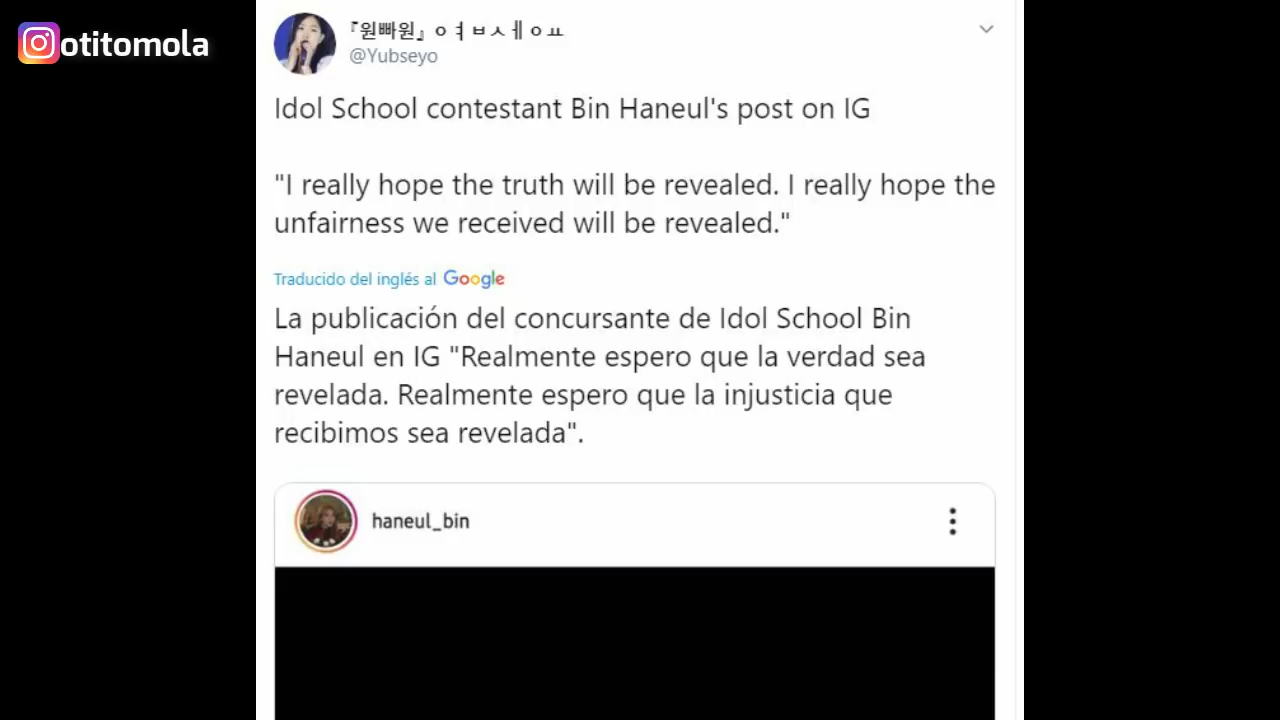 otitomola
『원빠원』ㅇㅕㅂㅅㅔㅇㅛ
@Yubseyo
Idol School contestant Bin Haneul's post on IG
"I really hope the truth will be revealed. I really hope the
unfairness we received will be revealed."
Traducido del inglés al Google
La publicación del concursante de Idol School Bin
Haneul en IG "Realmente espero que la verdad sea
revelada. Realmente espero que la injusticia que
recibimos sea revelada".
haneul_bin